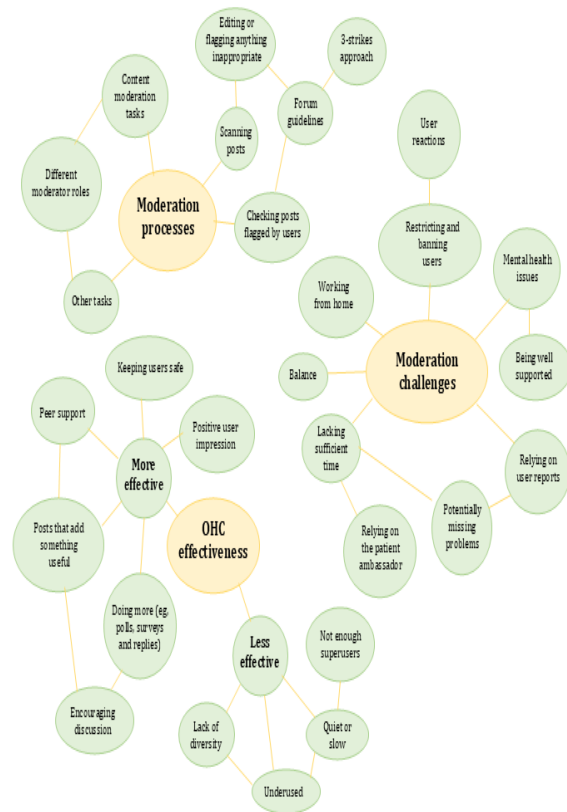 Editing or
flagging anything
inappropriate
3-strikes
approach
Content
moderation
tasks
Forum
guidelines
Scanning
posts
Different
moderator roles
Moderation
processes
Checking posts
flagged by users
Other tasks
User
reactions
Restricting and
banning
users
Mental health
issues
Working
from home
Moderation
challenges
Being well
supported
Balance
Lacking
sufficient
time
Relying on
user reports
Potentially
missing
problems
Relying on
the patient
ambassador
Keeping users safe
Peer support
Positive user
impression
More
effective
Posts that add
something
useful
OHC
effectiveness
Doing more (eg,
polls, surveys
and replies)
Encouraging
discussion
Less
effective
Not enough
superusers
Lack of
diversity
Quiet or
slow
Underused